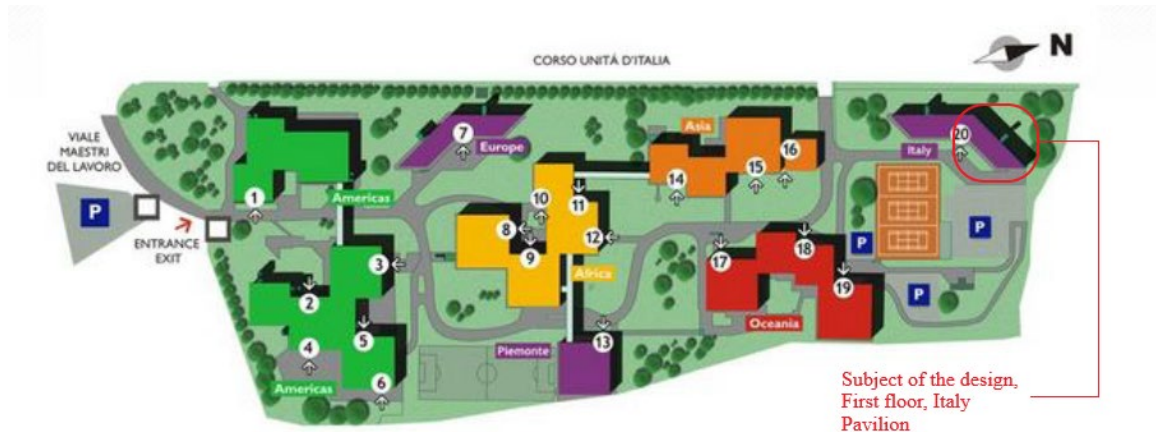 N
CORSO UNITÁ D'ITALIA
VIALE
MAESTRI
DEL LAVORO
P
ENTRANCE
EXIT
1
Americas
2
3
4
5
6
Americas
7
Europe
8
9
10
11
12
Africa
13
Piemonte
Asia
14
15
16
17
18
19
Oceania
20
Italy
P
P
P
Subject of the design,
First floor, Italy
Pavilion